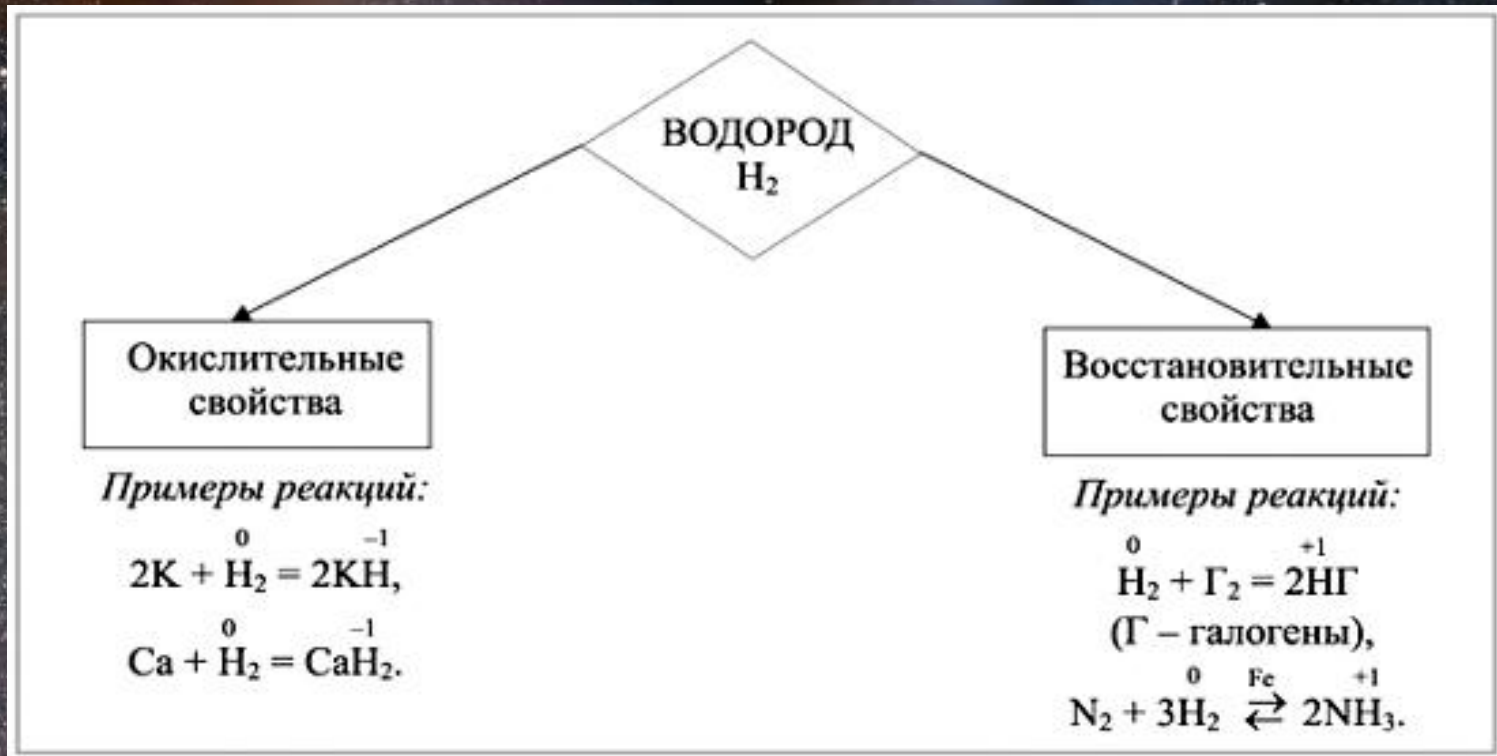 ВОДОРОД
H₂
Окислительные
свойства
Примеры реакций:
0 –1
2K + H₂ = 2KH,
0 –1
Ca + H₂ = CaH₂.
Восстановительные
свойства
Примеры реакций:
0 +1
H₂ + Г₂ = 2HГ
(Г – галогены),
0 Fe +1
N₂ + 3H₂ ⇄ 2NH₃.